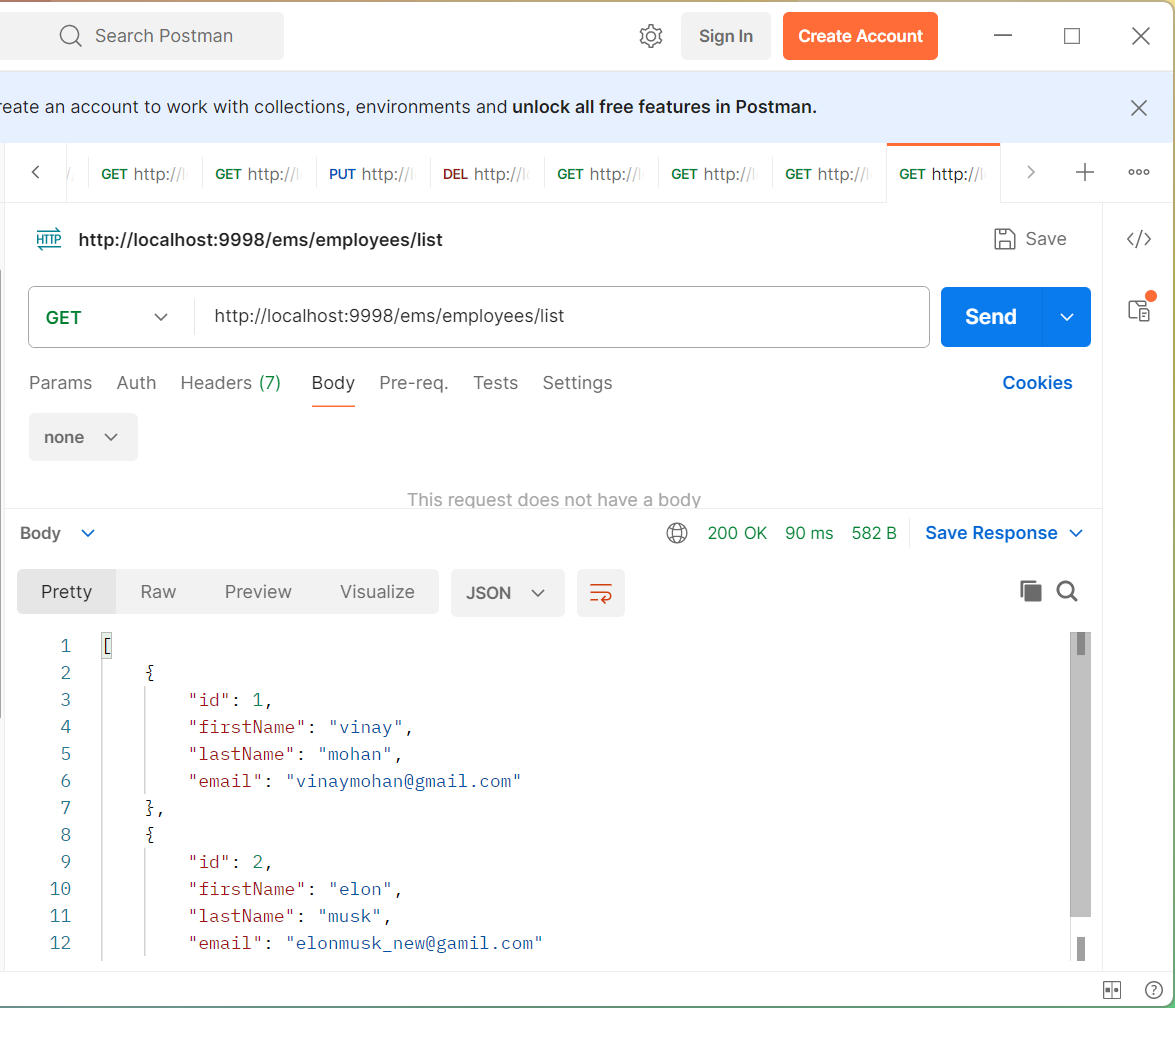 Search Postman
Sign In
Create Account
reate an account to work with collections, environments and unlock all free features in Postman.
GET http://l GET http://l PUT http:// DEL http://l GET http://l GET http://l GET http://l GET http://l
HTTP http://localhost:9998/ems/employees/list
Save
</>
GET http://localhost:9998/ems/employees/list
Send
Params Auth Headers (7) Body Pre-req. Tests Settings Cookies
none
This request does not have a body
Body 200 OK 90 ms 582 B Save Response
Pretty Raw Preview Visualize JSON
1 [
2 {
3 "id": 1,
4 "firstName": "vinay",
5 "lastName": "mohan",
6 "email": "vinaymohan@gmail.com"
7 },
8 {
9 "id": 2,
10 "firstName": "elon",
11 "lastName": "musk",
12 "email": "elonmusk_new@gamil.com"